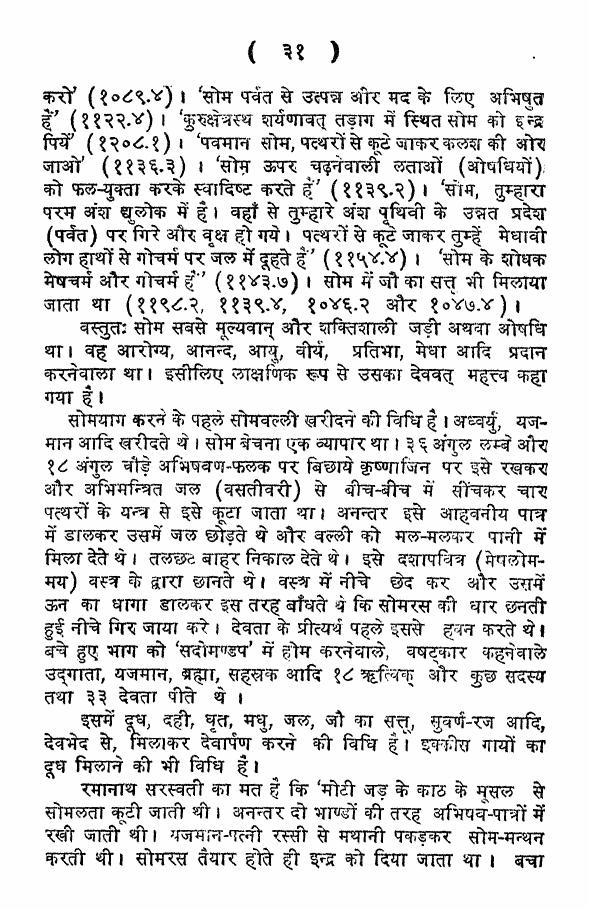 ( ३१ )
करो’ (१०८९.४)। ‘सोम पर्वत से उत्पन्न और मद के लिए अभिषुत
हैं’ (११२२.४)। ‘कुरुक्षेत्रस्थ शर्यणावत् तड़ाग में स्थित सोम को इन्द्र
पियें’ (१२०८.१)। ‘पवमान सोम, पत्थरों से कूटे जाकर कलश की ओर
जाओ’ (११३६.३)। ‘सोम ऊपर चढ़नेवाली लताओं (ओषधियों)
को फल-युक्ता करके स्वादिष्ट करते हैं’ (११३९.२)। ‘सोम, तुम्हारा
परम अंश द्युलोक में है। वहाँ से तुम्हारे अंश पृथिवी के उन्नत प्रदेश
(पर्वत) पर गिरे और वृक्ष हो गये। पत्थरों से कूटे जाकर तुम्हें मेधावी
लोग हाथों से गोचर्म पर जल में दूहते हैं’ (११५४.४)। ‘सोम के शोधक
मेषचर्म और गोचर्म हैं’ (११४३.७)। सोम में जौ का सत्तू भी मिलाया
जाता था (११९८.२, ११३९.४, १०४६.२ और १०४७.४)।
वस्तुतः सोम सबसे मूल्यवान् और शक्तिशाली जड़ी अथवा ओषधि
था। वह आरोग्य, आनन्द, आयु, वीर्य, प्रतिभा, मेधा आदि प्रदान
करनेवाला था। इसीलिए लाक्षणिक रूप से उसका देववत् महत्त्व कहा
गया है।
सोमयाग करने के पहले सोमवल्ली खरीदने की विधि है। अध्वर्यु, यज-
मान आदि खरीदते थे। सोम बेचना एक व्यापार था। ३६ अंगुल लम्बे और
१८ अंगुल चौड़े अभिषवण-फलक पर बिछाये कृष्णाजिन पर इसे रखकर
और अभिमन्त्रित जल (वसतीवरी) से बीच-बीच में सींचकर चार
पत्थरों के यन्त्र से इसे कूटा जाता था। अनन्तर इसे आहवनीय पात्र
में डालकर उसमें जल छोड़ते थे और वल्ली को मल-मलकर पानी में
मिला देते थे। तलछट बाहर निकाल देते थे। इसे दशापवित्र (मेषलोम-
मय) वस्त्र के द्वारा छानते थे। वस्त्र में नीचे छेद कर और उसमें
ऊन का धागा डालकर इस तरह बाँधते थे कि सोमरस की धार छनती
हुई नीचे गिर जाया करे। देवता के प्रीत्यर्थ पहले इससे हवन करते थे।
बचे हुए भाग को ‘सदोमण्डप’ में होम करनेवाले, वषट्कार कहनेवाले
उद्गाता, यजमान, ब्रह्मा, सहस्रक आदि १८ ऋत्विक् और कुछ सदस्य
तथा ३३ देवता पीते थे ।
इसमें दूध, दही, घृत, मधु, जल, जौ का सत्तू, सुवर्ण-रज आदि,
देवभेद से, मिलाकर देवार्पण करने की विधि है। इक्कीस गायों का
दूध मिलाने की भी विधि है।
रमानाथ सरस्वती का मत है कि ‘मोटी जड़ के काठ के मूसल से
सोमलता कूटी जाती थी। अनन्तर दो भाण्डों की तरह अभिषव-पात्रों में
रखी जाती थी। यजमान-पत्नी रस्सी से मथानी पकड़कर सोम-मन्थन
करती थी। सोमरस तैयार होते ही इन्द्र को दिया जाता था। बचा